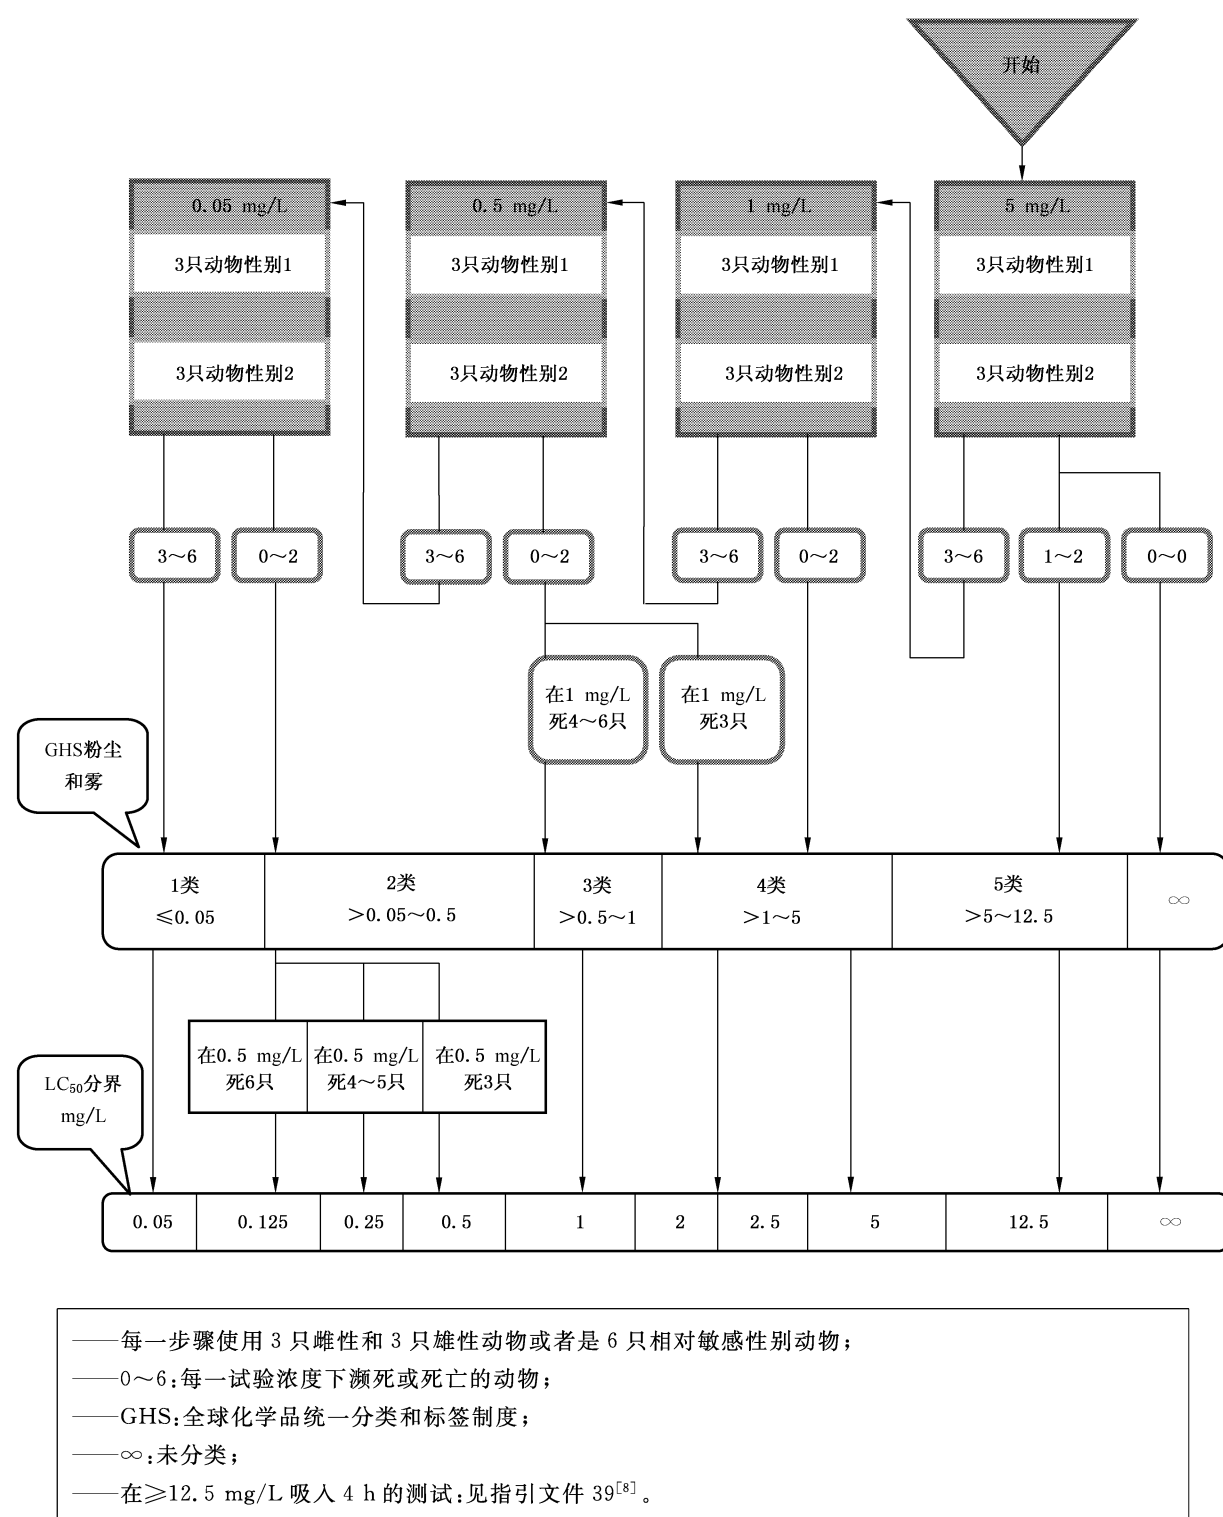 开始
0.05 mg/L
0.5 mg/L
1 mg/L
5 mg/L
3只动物性别1
3只动物性别1
3只动物性别1
3只动物性别1
3只动物性别2
3只动物性别2
3只动物性别2
3只动物性别2
3～6
0～2
3～6
0～2
3～6
0～2
3～6
1～2
0～0
在1 mg/L
死4～6只
在1 mg/L
死3只
GHS粉尘
和雾
1类
≤0.05
2类
>0.05～0.5
3类
>0.5～1
4类
>1～5
5类
>5～12.5
∞
在0.5 mg/L
死6只
在0.5 mg/L
死4～5只
在0.5 mg/L
死3只
LC₅₀分界
mg/L
0.05
0.125
0.25
0.5
1
2
2.5
5
12.5
∞
——每一步骤使用 3 只雌性和 3 只雄性动物或者是 6 只相对敏感性别动物；
——0～6：每一试验浓度下濒死或死亡的动物；
——GHS：全球化学品统一分类和标签制度；
——∞：未分类；
——在≥12.5 mg/L 吸入 4 h 的测试：见指引文件 39[8]。